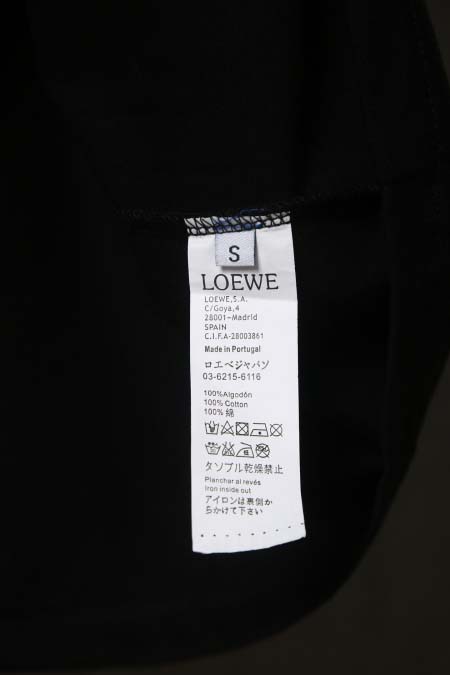 S
LOEWE
LOEWE,S.A.
C/Goya,4
28001-Madrid
SPAIN
C.I.F.A-28003861
Made in Portugal
ロエベジャパソ
03-6215-6116
100%Algodón
100% Cotton
100% 綿
タソブル乾燥禁止
Planchar al revés
Iron inside out
アイロンは裏側か
らかけて下さい